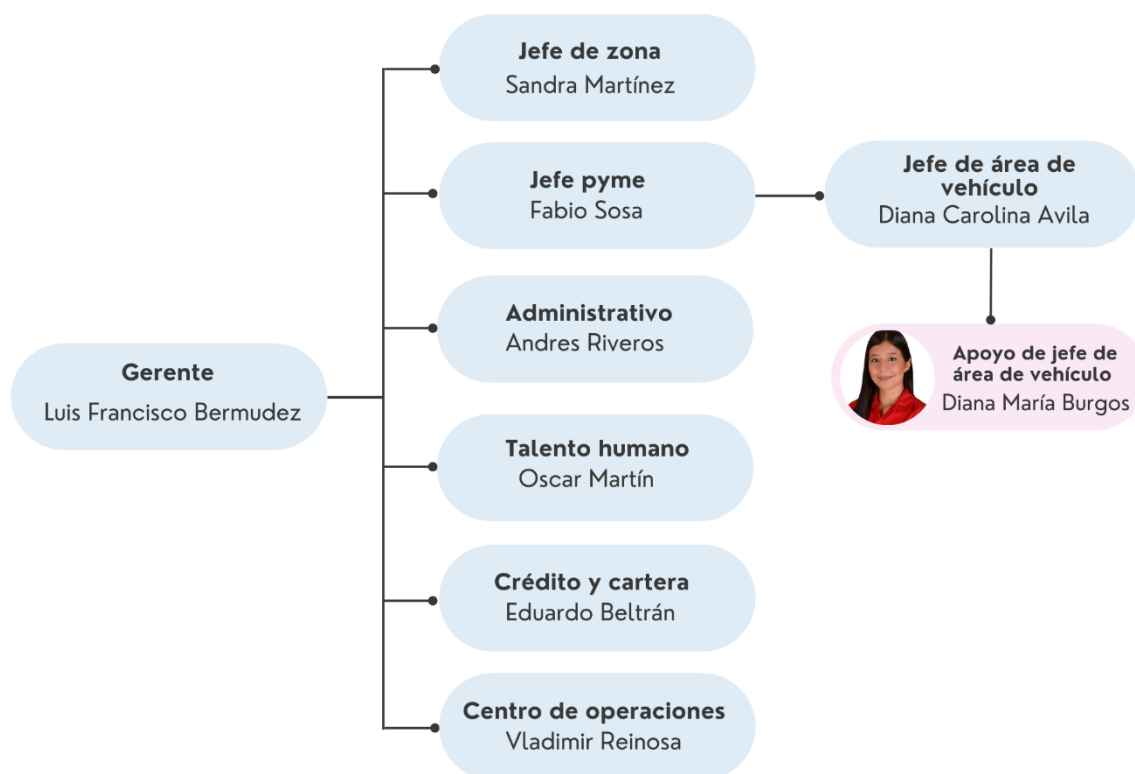 Jefe de zona
Sandra Martínez
Jefe pyme
Fabio Sosa
Jefe de área de
vehículo
Diana Carolina Avila
Administrativo
Andres Riveros
Apoyo de jefe de
área de vehículo
Diana María Burgos
Gerente
Luis Francisco Bermudez
Talento humano
Oscar Martín
Crédito y cartera
Eduardo Beltrán
Centro de operaciones
Vladimir Reinosa